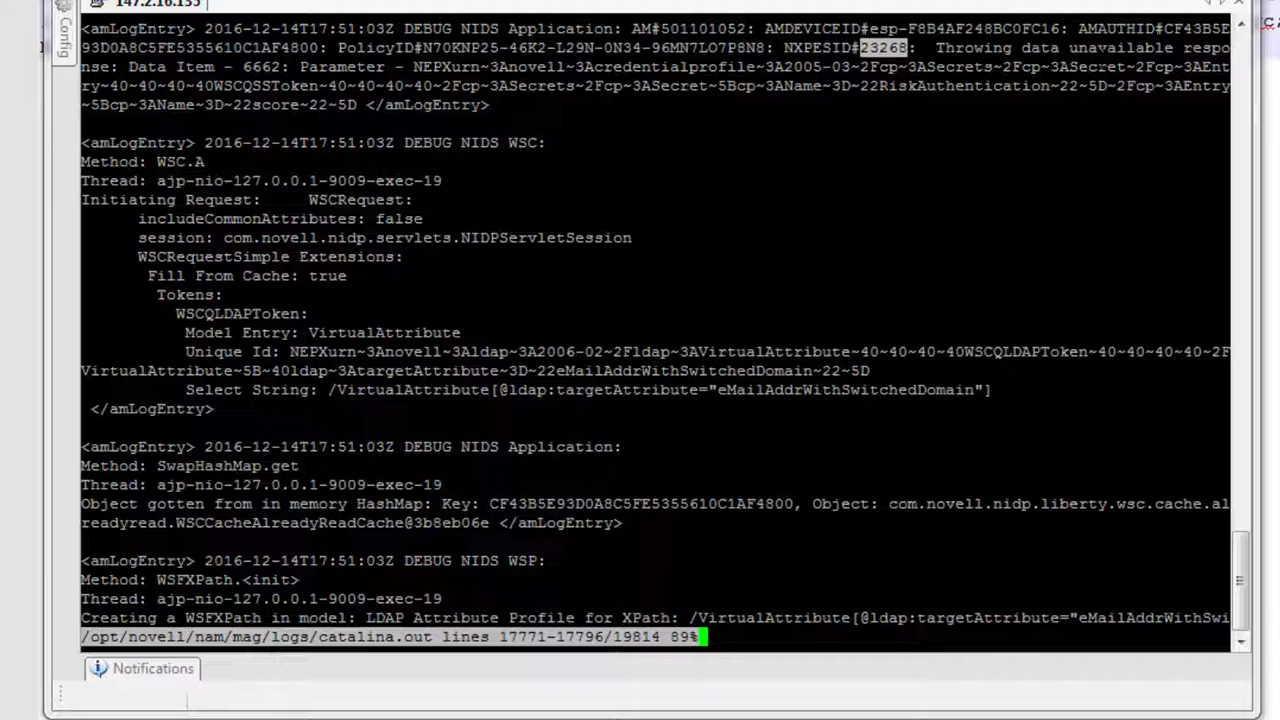 147.2.16.155
Config
<amLogEntry> 2016-12-14T17:51:03Z DEBUG NIDS Application: AM#501101052: AMDEVICEID#esp-F8B4AF248BC0FC16: AMAUTHID#CF43B5E
93D0A8C5FE5355610C1AF4800: PolicyID#N70KNP25-46K2-L29N-0N34-96MN7LO7P8N8: NXPESID#23268:  Throwing data unavailable respo
nse: Data Item - 6662: Parameter - NEPXurn~3Anovell~3Acredentialprofile~3A2005-03~2Fcp~3ASecrets~2Fcp~3ASecret~2Fcp~3AEnt
ry~40~40~40~40WSCQSSToken~40~40~40~40~2Fcp~3ASecrets~2Fcp~3ASecret~5Bcp~3AName~3D~22RiskAuthentication~22~5D~2Fcp~3AEntry
~5Bcp~3AName~3D~22score~22~5D </amLogEntry>
<amLogEntry> 2016-12-14T17:51:03Z DEBUG NIDS WSC:
Method: WSC.A
Thread: ajp-nio-127.0.0.1-9009-exec-19
Initiating Request:     WSCRequest:
includeCommonAttributes: false
session: com.novell.nidp.servlets.NIDPServletSession
WSCRequestSimple Extensions:
Fill From Cache: true
Tokens:
WSCQLDAPToken:
Model Entry: VirtualAttribute
Unique Id: NEPXurn~3Anovell~3Aldap~3A2006-02~2Fldap~3AVirtualAttribute~40~40~40~40WSCQLDAPToken~40~40~40~40~2F
VirtualAttribute~5B~40ldap~3AtargetAttribute~3D~22eMailAddrWithSwitchedDomain~22~5D
Select String: /VirtualAttribute[@ldap:targetAttribute="eMailAddrWithSwitchedDomain"]
</amLogEntry>
<amLogEntry> 2016-12-14T17:51:03Z DEBUG NIDS Application:
Method: SwapHashMap.get
Thread: ajp-nio-127.0.0.1-9009-exec-19
Object gotten from in memory HashMap: Key: CF43B5E93D0A8C5FE5355610C1AF4800, Object: com.novell.nidp.liberty.wsc.cache.al
readyread.WSCCacheAlreadyReadCache@3b8eb06e </amLogEntry>
<amLogEntry> 2016-12-14T17:51:03Z DEBUG NIDS WSP:
Method: WSFXPath.<init>
Thread: ajp-nio-127.0.0.1-9009-exec-19
Creating a WSFXPath in model: LDAP Attribute Profile for XPath: /VirtualAttribute[@ldap:targetAttribute="eMailAddrWithSwi
/opt/novell/nam/mag/logs/catalina.out lines 17771-17796/19814 89%
Notifications